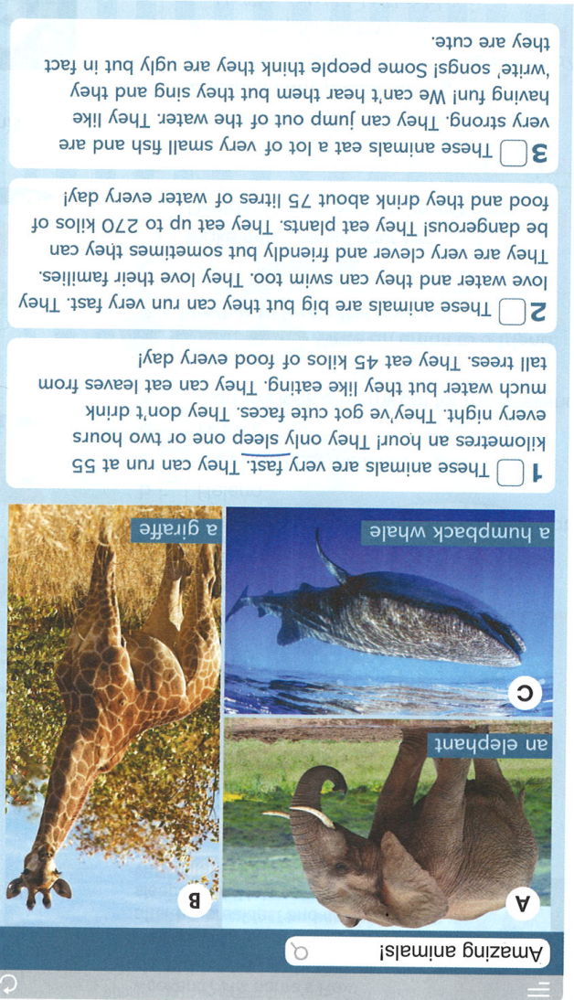 Amazing animals!
A
B
an elephant
C
a humpback whale
a giraffe
1 These animals are very fast. They can run at 55
kilometres an hour! They only sleep one or two hours
every night. They've got cute faces. They don't drink
much water but they like eating. They can eat leaves from
tall trees. They eat 45 kilos of food every day!
2 These animals are big but they can run very fast. They
love water and they can swim too. They love their families.
They are very clever and friendly but sometimes they can
be dangerous! They eat plants. They eat up to 270 kilos of
food and they drink about 75 litres of water every day!
3 These animals eat a lot of very small fish and are
very strong. They can jump out of the water. They like
having fun! We can't hear them but they sing and they
'write' songs! Some people think they are ugly but in fact
they are cute.